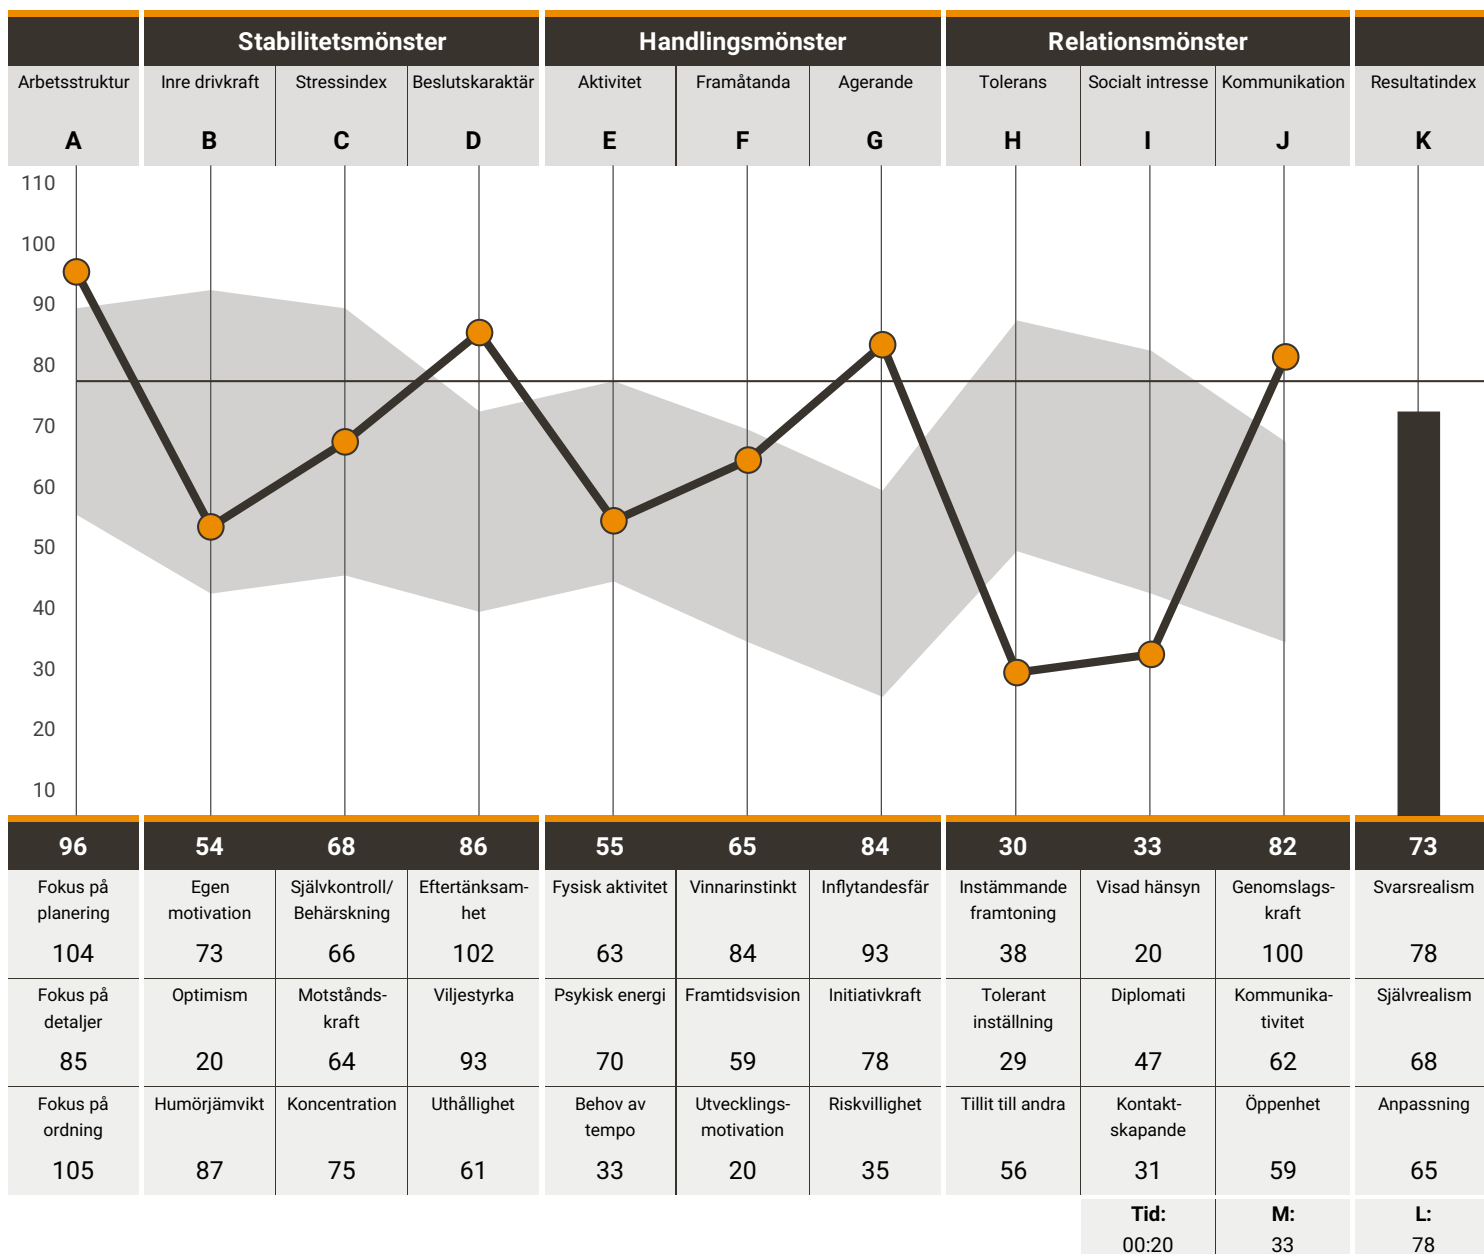 Stabilitetsmönster Handlingsmönster Relationsmönster
Arbetsstruktur Inre drivkraft Stressindex Beslutskaraktär Aktivitet Framåtanda Agerande Tolerans Socialt intresse Kommunikation Resultatindex
A B C D E F G H I J K
110
100
90
80
70
60
50
40
30
20
10
96 54 68 86 55 65 84 30 33 82 73
Fokus på Egen Självkontroll/ Eftertänksam- Fysisk aktivitet Vinnarinstinkt Inflytandesfär Instämmande Visad hänsyn Genomslags- Svarsrealism
planering motivation Behärskning het framtoning kraft
104 73 66 102 63 84 93 38 20 100 78
Fokus på Optimism Motstånds- Viljestyrka Psykisk energi Framtidsvision Initiativkraft Tolerant Diplomati Kommunika- Självrealism
detaljer kraft inställning tivitet
85 20 64 93 70 59 78 29 47 62 68
Fokus på Humörjämvikt Koncentration Uthållighet Behov av Utvecklings- Riskvillighet Tillit till andra Kontakt- Öppenhet Anpassning
ordning tempo motivation skapande
105 87 75 61 33 20 35 56 31 59 65
Tid: M: L:
00:20 33 78